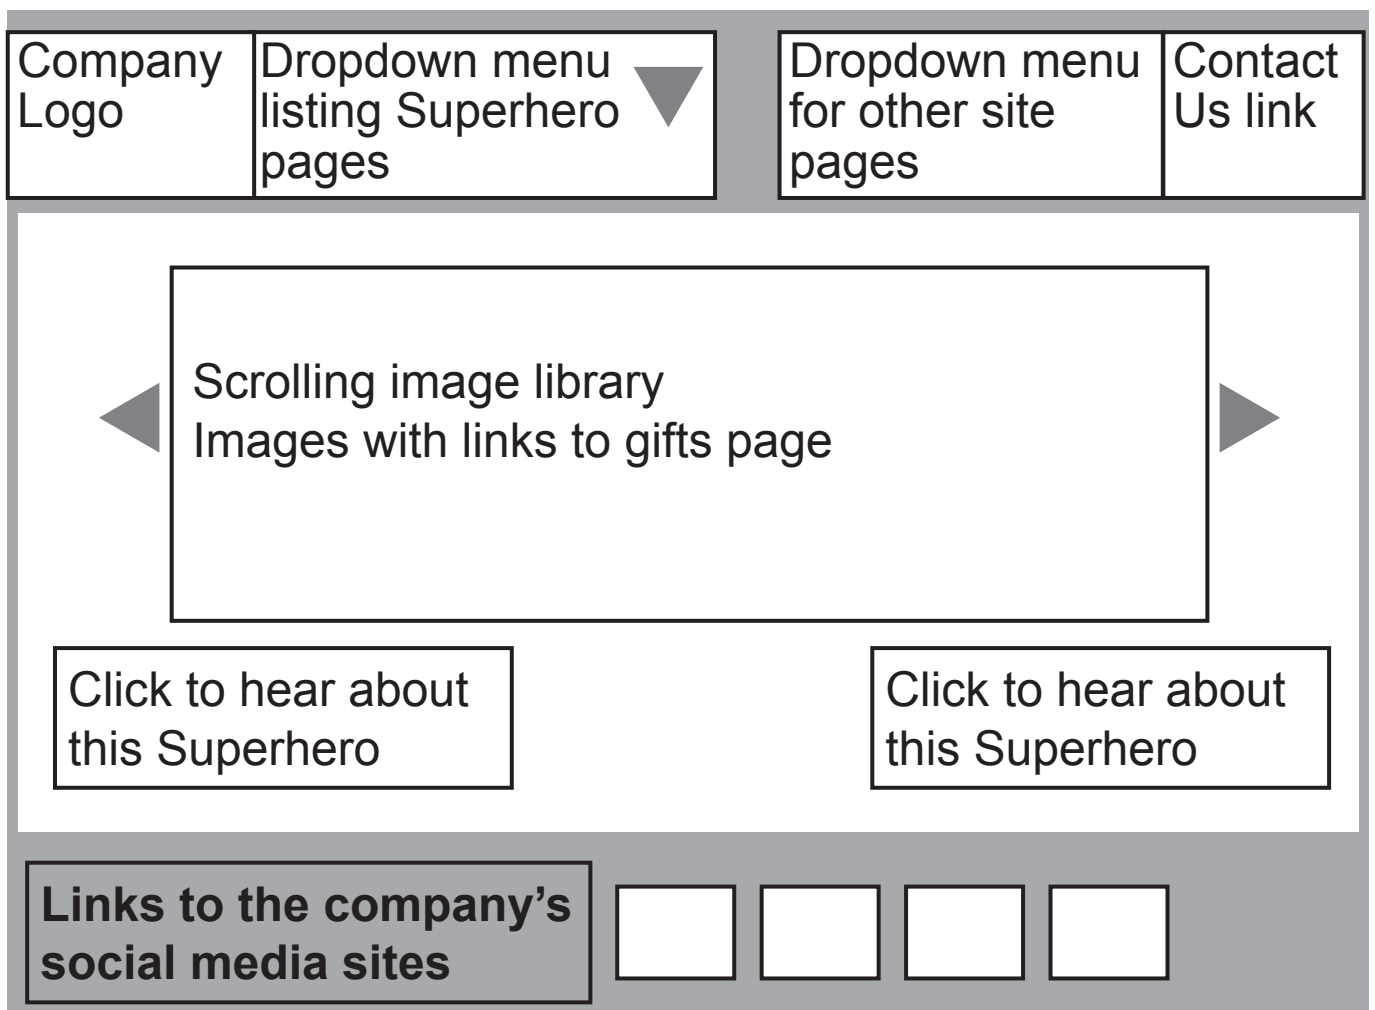 Company
Logo
Dropdown menu
listing Superhero
pages
Dropdown menu
for other site
pages
Contact
Us link
Scrolling image library
Images with links to gifts page
Click to hear about
this Superhero
Click to hear about
this Superhero
Links to the company’s
social media sites